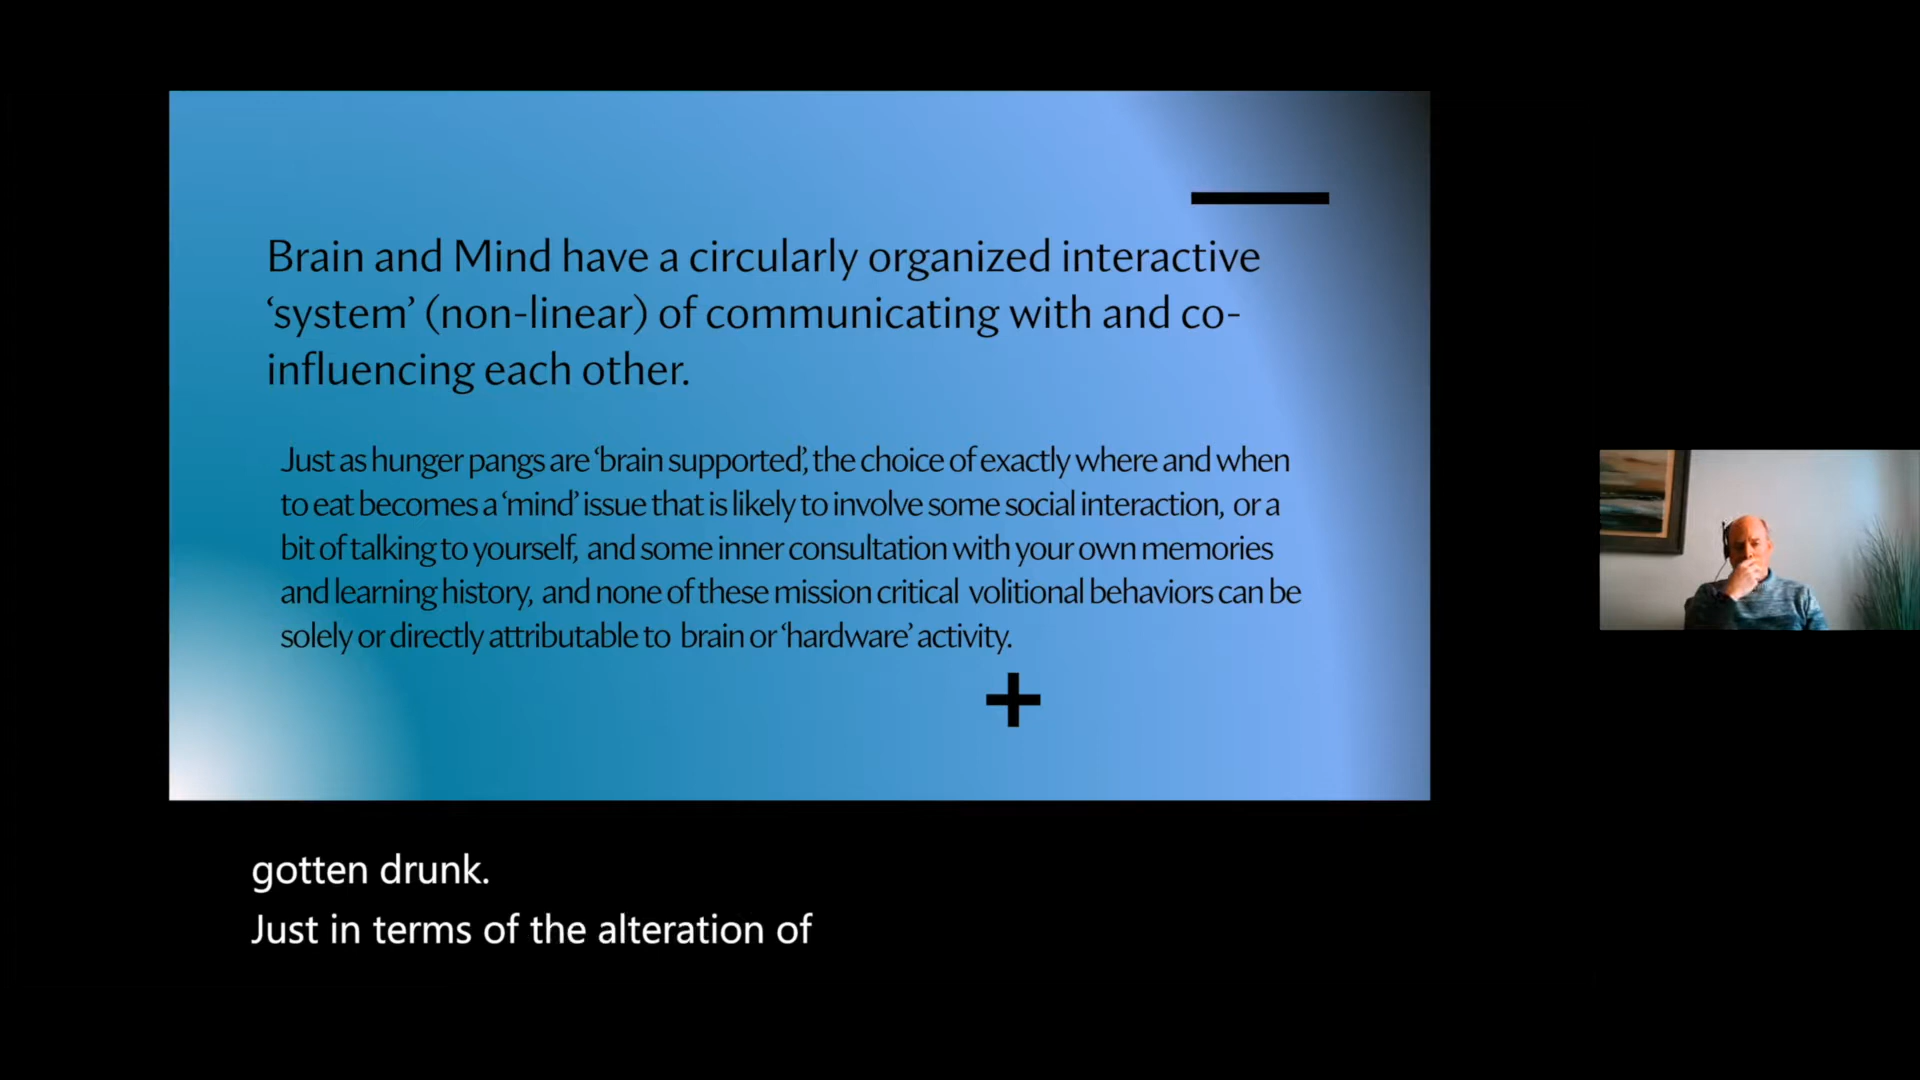 Brain and Mind have a circularly organized interactive
‘system’ (non-linear) of communicating with and co-
influencing each other.
Just as hunger pangs are ‘brain supported’, the choice of exactly where and when
to eat becomes a ‘mind’ issue that is likely to involve some social interaction, or a
bit of talking to yourself, and some inner consultation with your own memories
and learning history, and none of these mission critical volitional behaviors can be
solely or directly attributable to brain or ‘hardware’ activity.
gotten drunk.
Just in terms of the alteration of